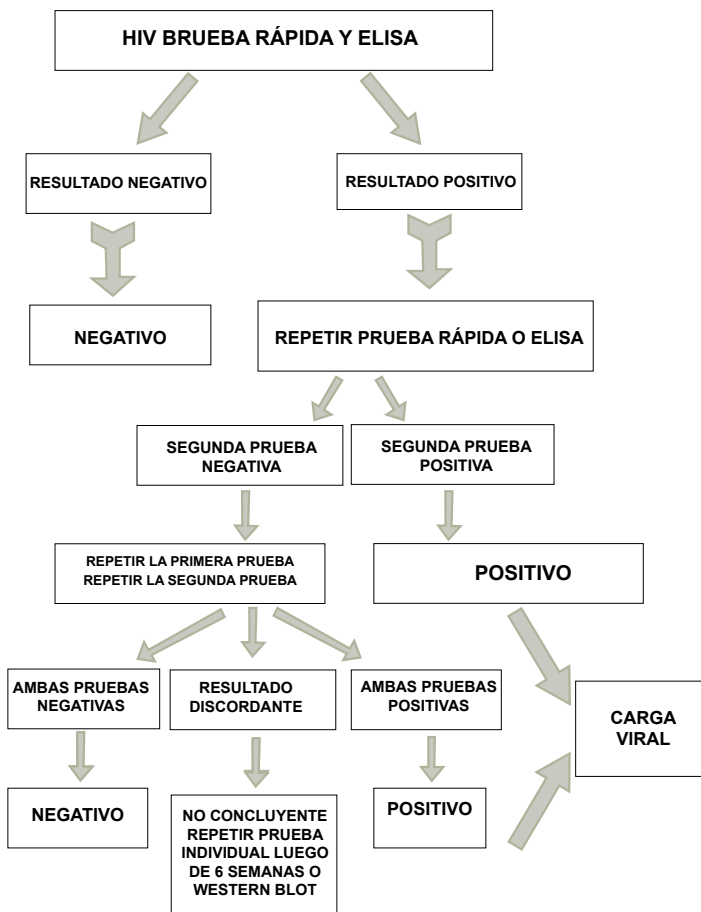 HIV BRUEBA RÁPIDA Y ELISA
RESULTADO NEGATIVO
RESULTADO POSITIVO
NEGATIVO
REPETIR PRUEBA RÁPIDA O ELISA
SEGUNDA PRUEBA
NEGATIVA
SEGUNDA PRUEBA
POSITIVA
REPETIR LA PRIMERA PRUEBA
REPETIR LA SEGUNDA PRUEBA
POSITIVO
AMBAS PRUEBAS
NEGATIVAS
RESULTADO
DISCORDANTE
AMBAS PRUEBAS
POSITIVAS
CARGA
VIRAL
NEGATIVO
NO CONCLUYENTE
REPETIR PRUEBA
INDIVIDUAL LUEGO
DE 6 SEMANAS O
WESTERN BLOT
POSITIVO